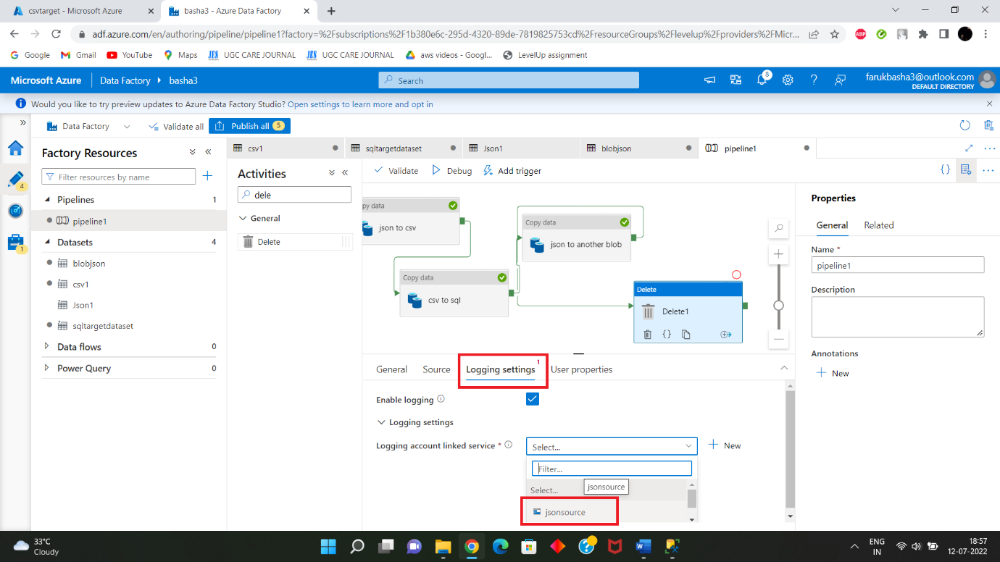 csvtarget - Microsoft Azure
basha3 - Azure Data Factory
adf.azure.com/en/authoring/pipeline/pipeline1?factory=%2Fsubscriptions%2F1b380e6c-295d-4320-89de-7819825753cd%2FresourceGroups%2Flevelup%2Fproviders%2FMicr...
ABP
Google Gmail YouTube Maps JES UGC CARE JOURNAL JES UGC CARE JOURNAL aws videos - Googl... LevelUp assignment
Microsoft Azure Data Factory basha3
Search
8
farukbasha3@outlook.com
DEFAULT DIRECTORY
Would you like to try preview updates to Azure Data Factory Studio? Open settings to learn more and opt in
Data Factory Validate all Publish all 5
4
1
Factory Resources
Filter resources by name
Pipelines 1
pipeline1
Datasets 4
blobjson
csv1
Json1
sqltargetdataset
Data flows 0
Power Query 0
csv1 sqltargetdataset Json1 blobjson pipeline1
Activities
dele
General
Delete
Validate Debug Add trigger
py data
json to csv
Copy data
csv to sql
Copy data
json to another blob
Delete
Delete1
General Source Logging settings 1 User properties
Enable logging
Logging settings
Logging account linked service * Select... New
Filter...
Select...
jsonsource
jsonsource
Properties
General Related
Name *
pipeline1
Description
Annotations
New
33°C
Cloudy
ENG
IN
18:57
12-07-2022